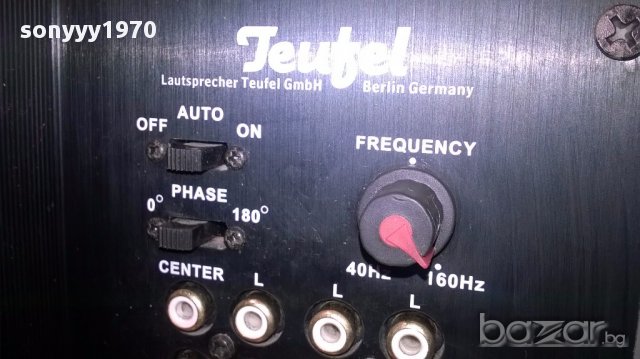 sonyyy1970
Teufel
Lautsprecher Teufel GmbH Berlin Germany
AUTO
OFF ON
FREQUENCY
PHASE
0° 180°
40Hz 160Hz
CENTER L
L
L
bazar.bg